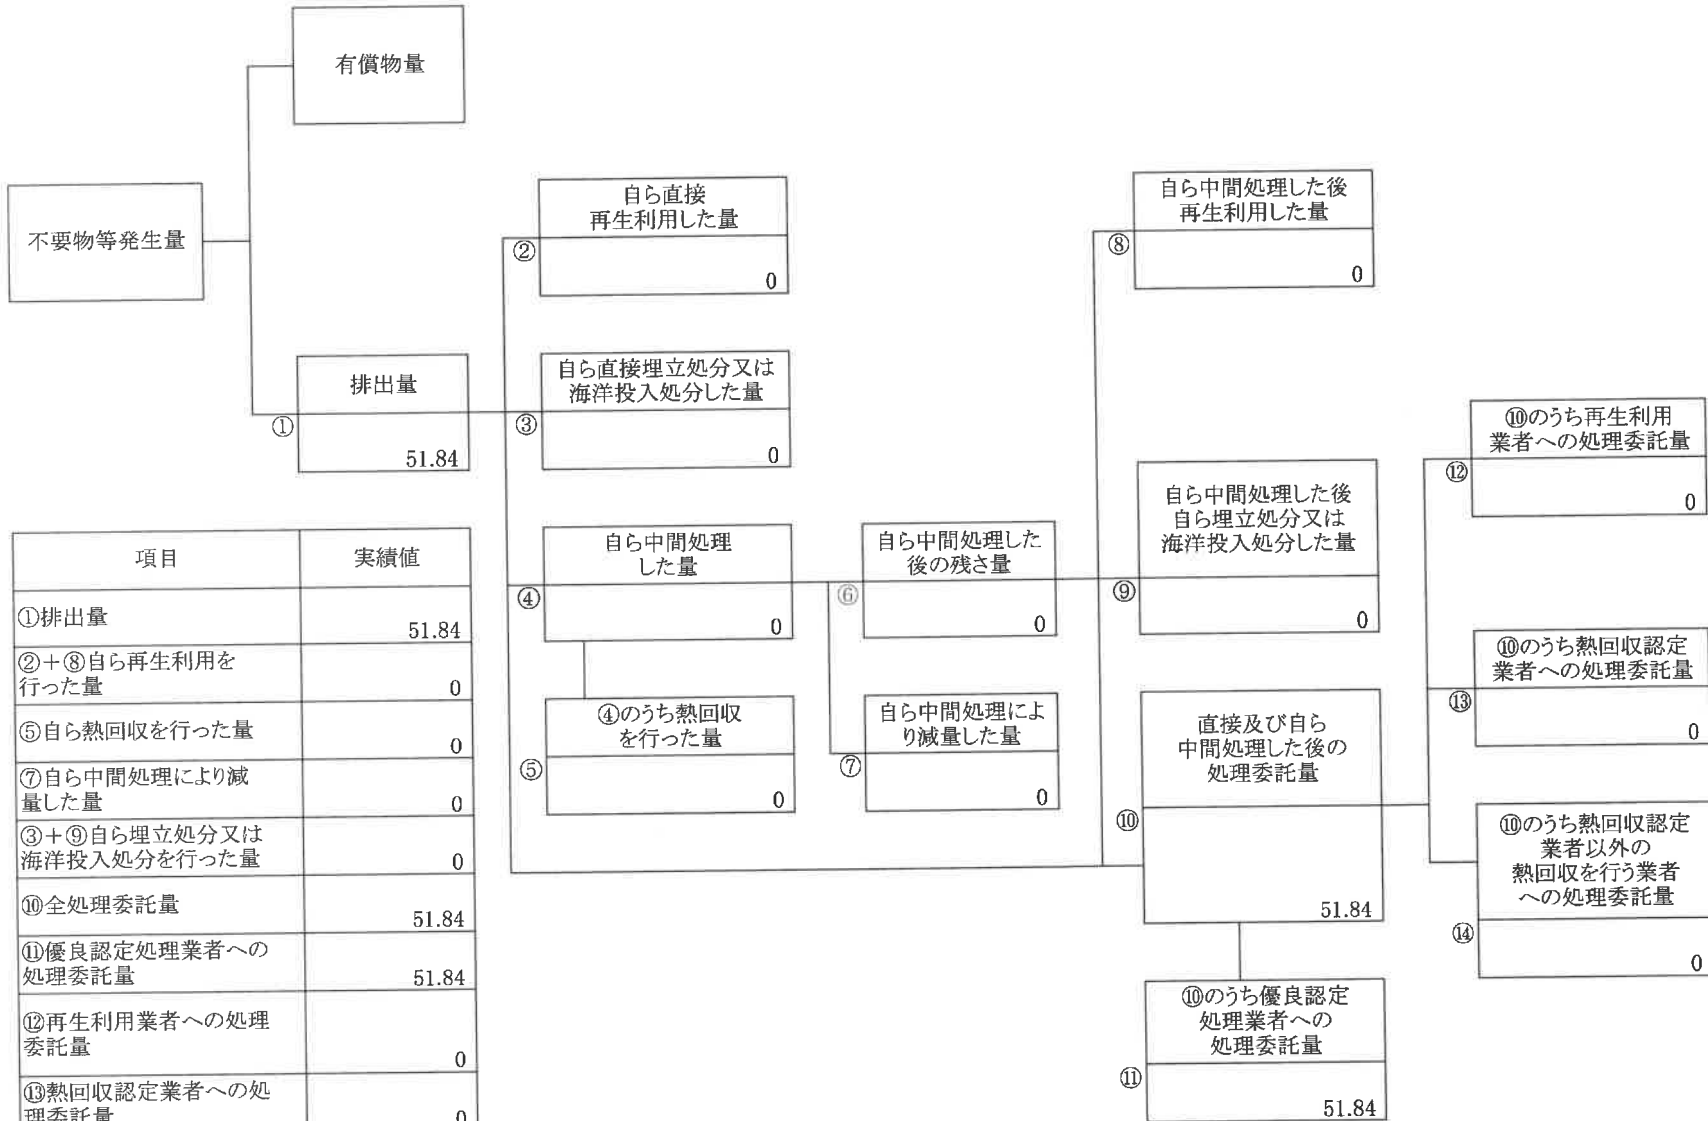 有償物量
不要物等発生量
排出量
①
51.84
自ら直接
再生利用した量
②
0
自ら直接埋立処分又は
海洋投入処分した量
③
0
自ら中間処理
した量
④
0
④のうち熱回収
を行った量
⑤
0
自ら中間処理した
後の残さ量
⑥
0
自ら中間処理によ
り減量した量
⑦
0
自ら中間処理した後
再生利用した量
⑧
0
自ら中間処理した後
自ら埋立処分又は
海洋投入処分した量
⑨
0
直接及び自ら
中間処理した後の
処理委託量
⑩
51.84
⑩のうち優良認定
処理業者への
処理委託量
⑪
51.84
⑩のうち再生利用
業者への処理委託量
⑫
0
⑩のうち熱回収認定
業者への処理委託量
⑬
0
⑩のうち熱回収認定
業者以外の
熱回収を行う業者
への処理委託量
⑭
0
項目 実績値
①排出量 51.84
②+⑧自ら再生利用を
行った量 0
⑤自ら熱回収を行った量 0
⑦自ら中間処理により減
量した量 0
③+⑨自ら埋立処分又は
海洋投入処分を行った量 0
⑩全処理委託量 51.84
⑪優良認定処理業者への
処理委託量 51.84
⑫再生利用業者への処理
委託量 0
⑬熱回収認定業者への処
理委託量 0